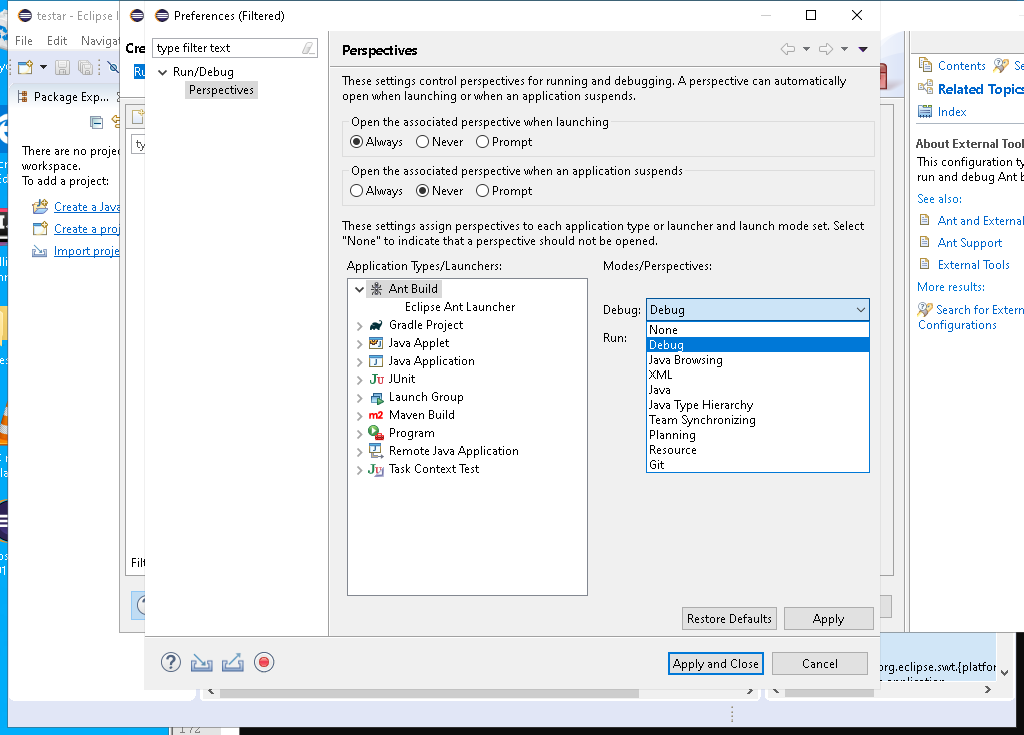 testar - Eclipse I
Preferences (Filtered)
File Edit Navigat
Cre
Ru
type filter text
Run/Debug
Perspectives
Perspectives
These settings control perspectives for running and debugging. A perspective can automatically
open when launching or when an application suspends.
Open the associated perspective when launching
Always Never Prompt
Open the associated perspective when an application suspends
Always Never Prompt
These settings assign perspectives to each application type or launcher and launch mode set. Select
"None" to indicate that a perspective should not be opened.
Application Types/Launchers:
Modes/Perspectives:
Ant Build
Eclipse Ant Launcher
Gradle Project
Java Applet
Java Application
JUnit
Launch Group
Maven Build
Program
Remote Java Application
Task Context Test
Debug: Debug
Run:
None
Debug
Java Browsing
XML
Java
Java Type Hierarchy
Team Synchronizing
Planning
Resource
Git
Restore Defaults Apply
Apply and Close Cancel
Package Exp...
There are no projec
workspace.
To add a project:
Create a Java
Create a proj
Import proje
ty
Filt
Contents Se
Related Topics
Index
About External Tool
This configuration ty
run and debug Ant b
See also:
Ant and External
Ant Support
External Tools
More results:
Search for Extern
Configurations
org.eclipse.swt.{platfor
application
172